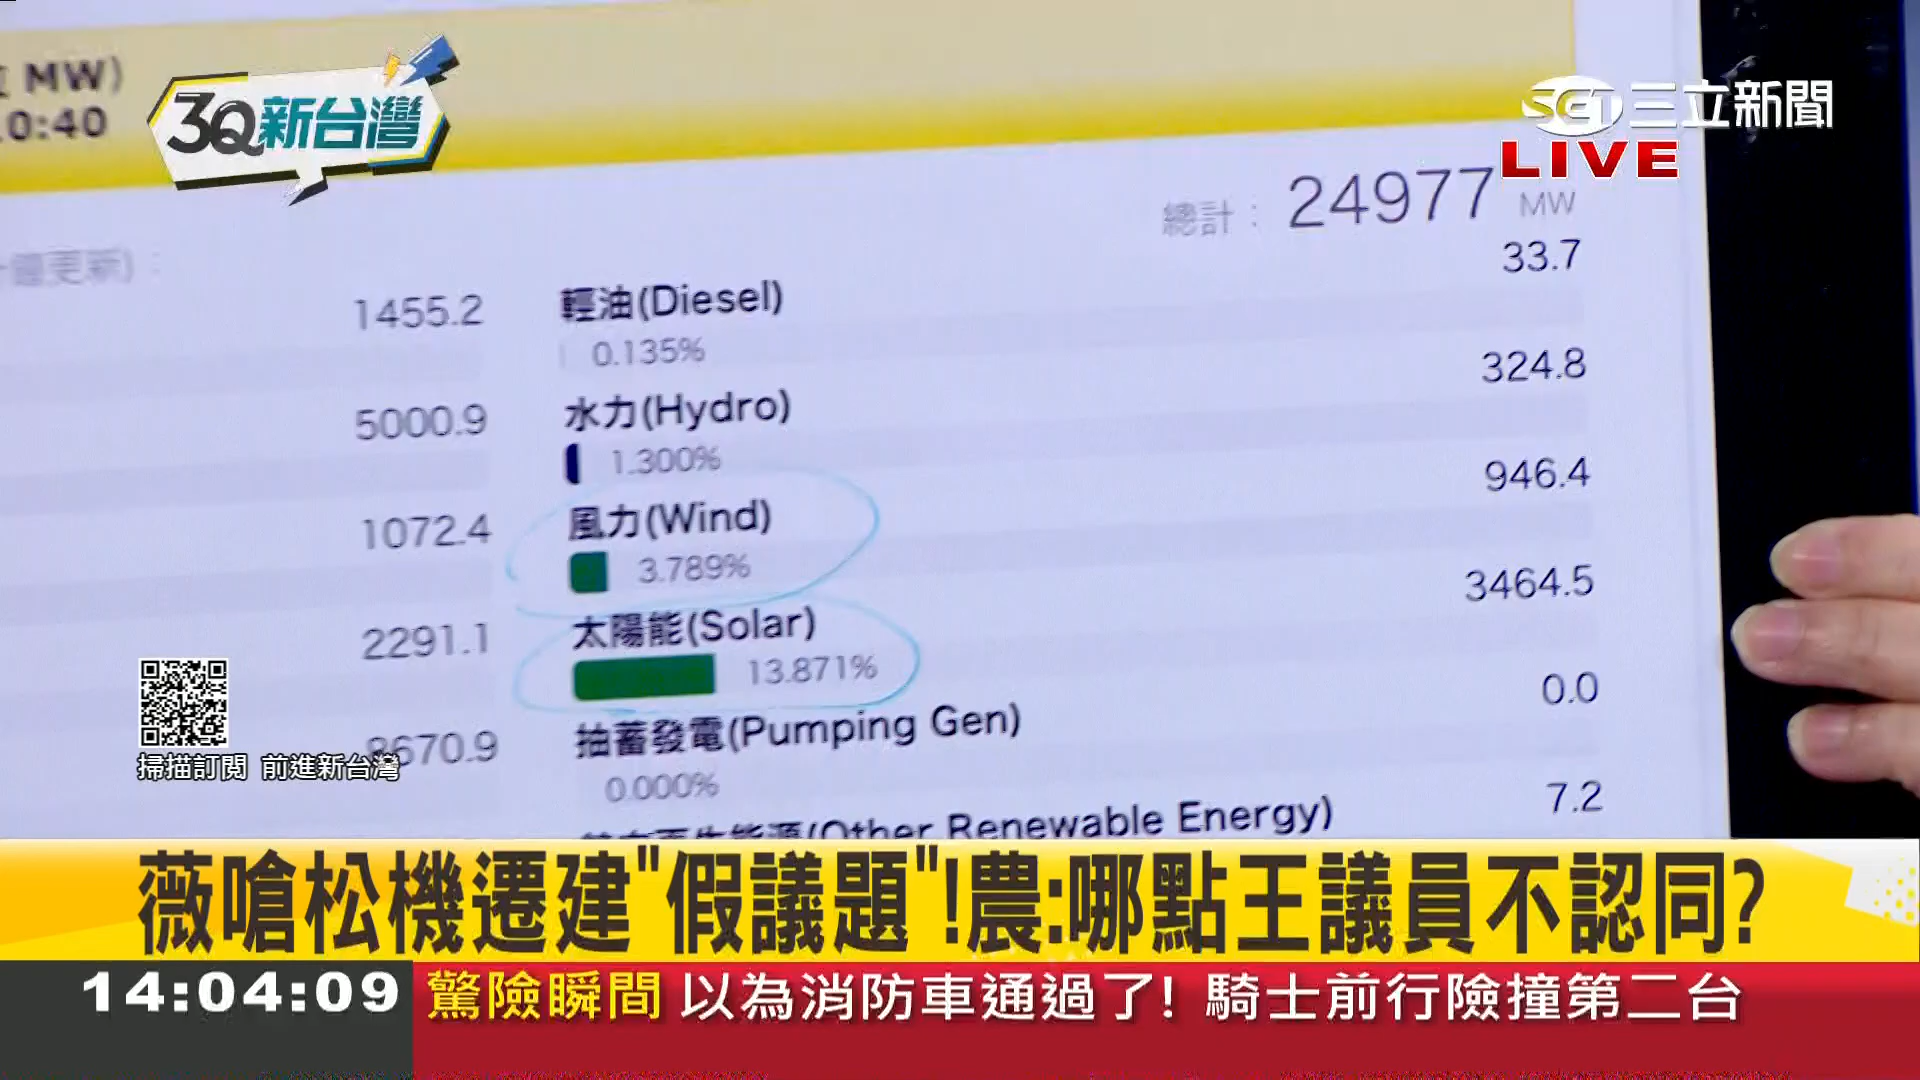 MW)
0:40
3Q新台灣
SET三立新聞
LIVE
總計： 24977 MW
更新)：
1455.2
5000.9
1072.4
2291.1
8670.9
輕油(Diesel)
33.7
0.135%
水力(Hydro)
324.8
1.300%
風力(Wind)
946.4
3.789%
太陽能(Solar)
3464.5
13.871%
抽蓄發電(Pumping Gen)
0.0
0.000%
(Other Renewable Energy)
7.2
掃描訂閱 前進新台灣
薇嗆松機遷建"假議題"!農:哪點王議員不認同?
14:04:09
驚險瞬間 以為消防車通過了! 騎士前行險撞第二台